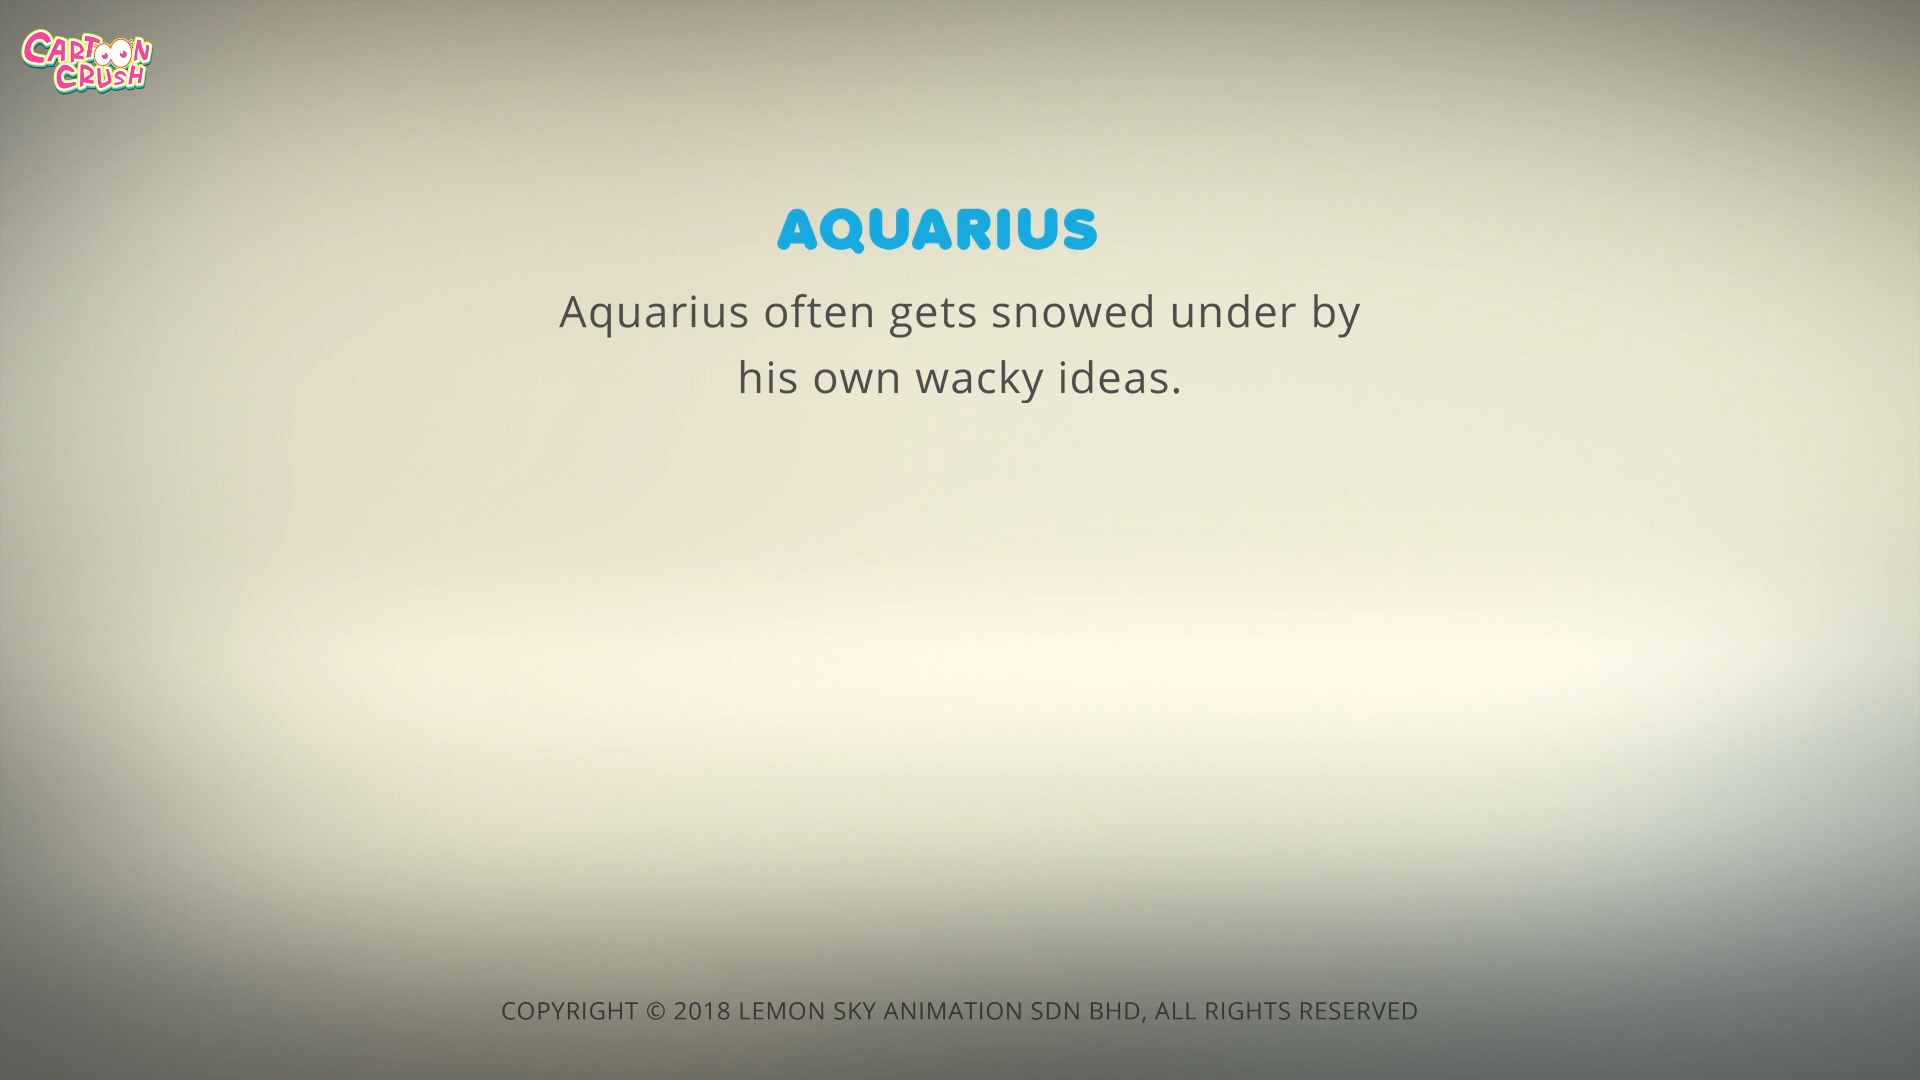 CARTOON
CRUSH
AQUARIUS
Aquarius often gets snowed under by
his own wacky ideas.
COPYRIGHT © 2018 LEMON SKY ANIMATION SDN BHD, ALL RIGHTS RESERVED